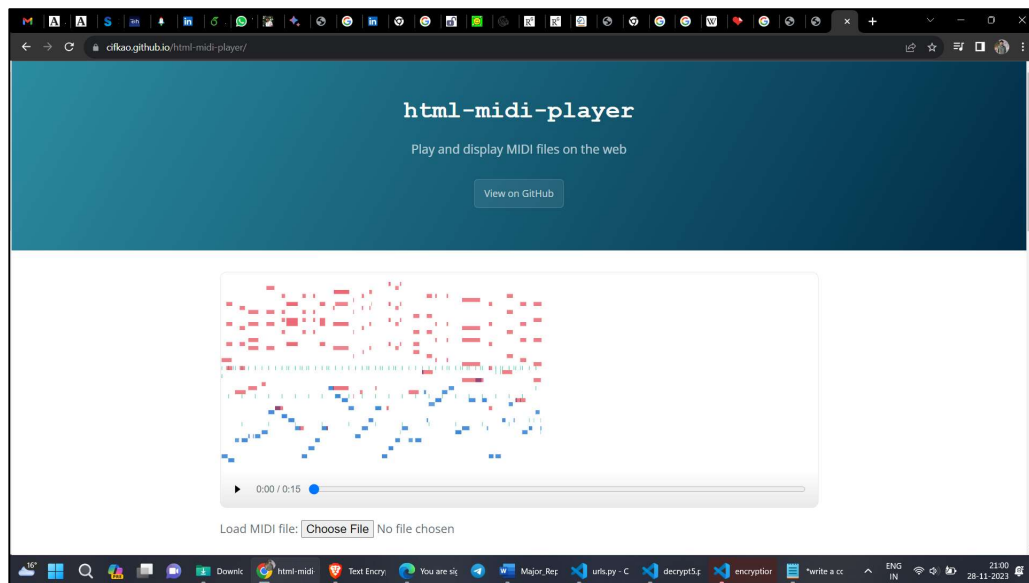 cifkao.github.io/html-midi-player/
html-midi-player
Play and display MIDI files on the web
View on GitHub
0:00 / 0:15
Load MIDI file: Choose File No file chosen
16°
Downlc
html-midi
Text Encry
You are sig
Major_Rep
urls.py - C
decrypt5.p
encryption
*write a cc
ENG
IN
21:00
28-11-2023